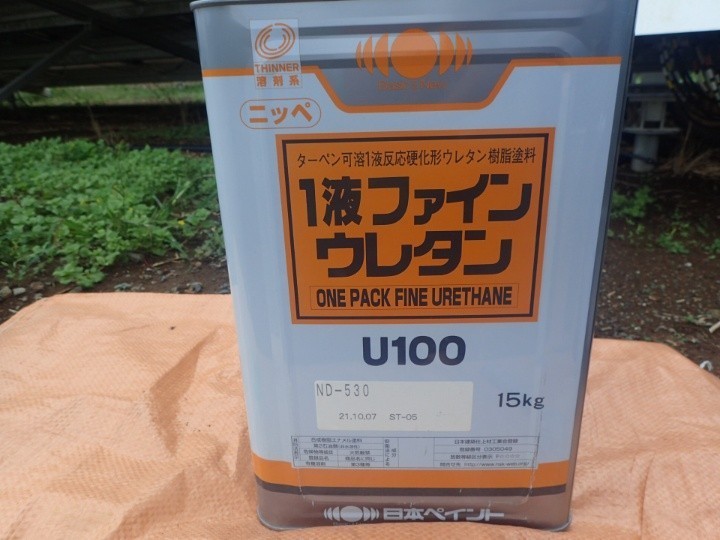 THINNER
溶剤系
ニッペ
ターペン可溶1液反応硬化形ウレタン樹脂塗料
1液ファイン
ウレタン
ONE PACK FINE URETHANE
U100
ND-530
21.10.07 ST-05
15kg
日本ペイント